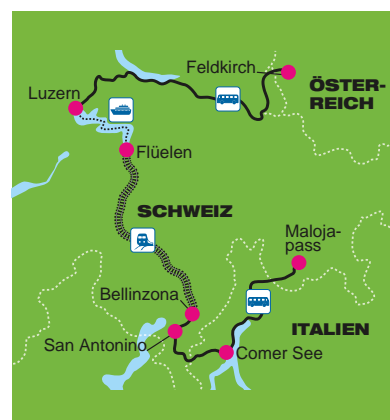 Feldkirch
ÖSTER-
REICH
Luzern
Flüelen
SCHWEIZ
Maloja-
pass
Bellinzona
ITALIEN
San Antonino
Comer See